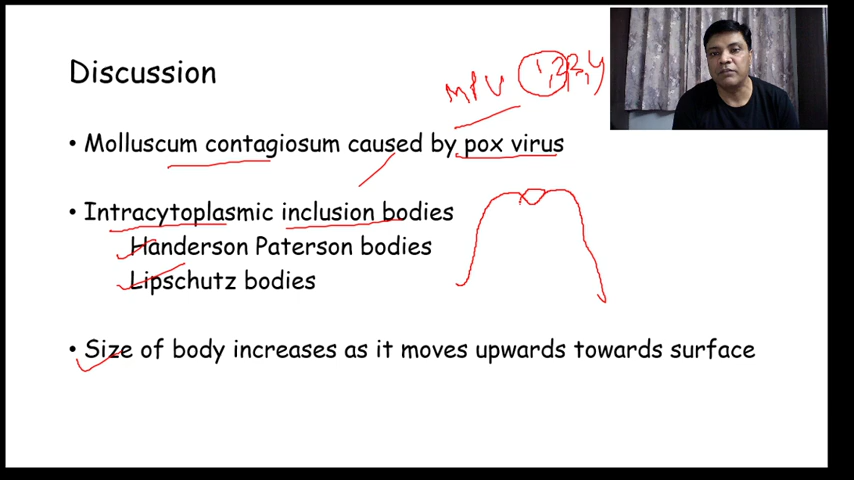 Discussion
MPV 1,2,3,4
• Molluscum contagiosum caused by pox virus
• Intracytoplasmic inclusion bodies
Handerson Paterson bodies
Lipschutz bodies
• Size of body increases as it moves upwards towards surface